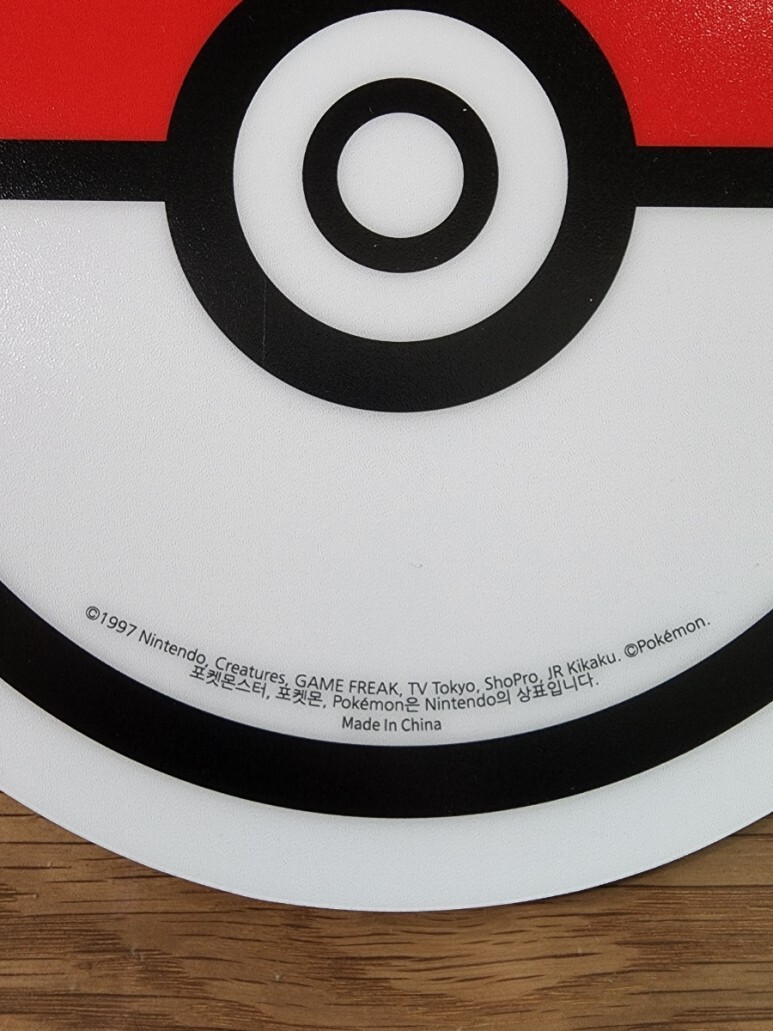 ©1997 Nintendo, Creatures, GAME FREAK, TV Tokyo, ShoPro, JR Kikaku. ©Pokémon.
포켓몬스터, 포켓몬, Pokémon은 Nintendo의 상표입니다.
Made In China